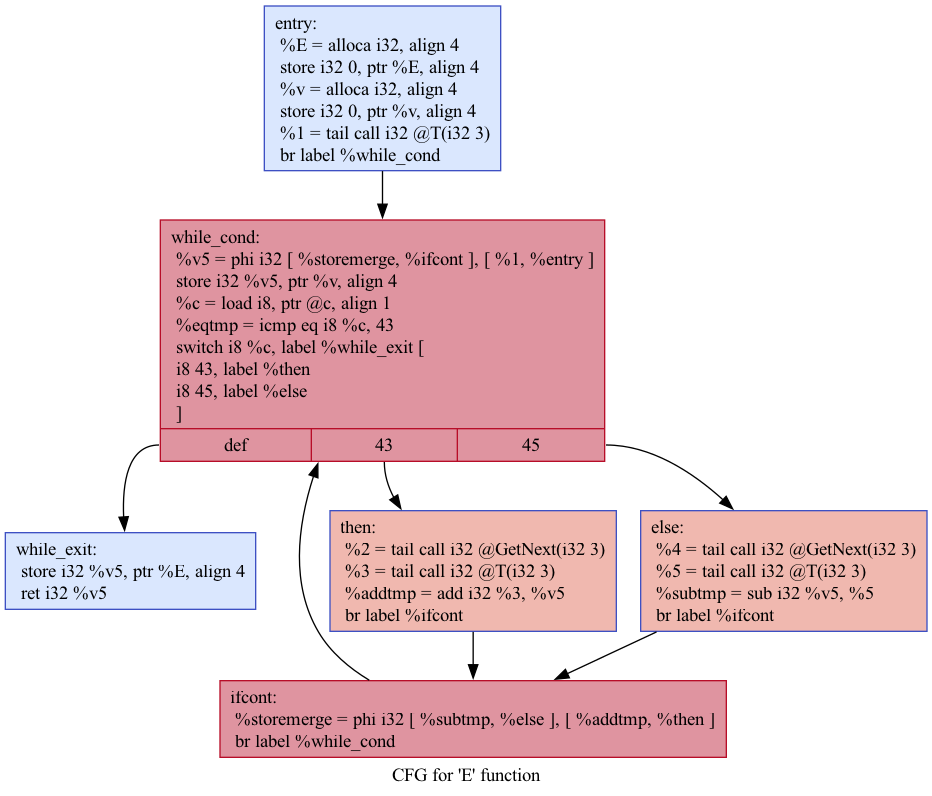 entry:
%E = alloca i32, align 4
store i32 0, ptr %E, align 4
%v = alloca i32, align 4
store i32 0, ptr %v, align 4
%1 = tail call i32 @T(i32 3)
br label %while_cond
while_cond:
%v5 = phi i32 [ %storemerge, %ifcont ], [ %1, %entry ]
store i32 %v5, ptr %v, align 4
%c = load i8, ptr @c, align 1
%eqtmp = icmp eq i8 %c, 43
switch i8 %c, label %while_exit [
i8 43, label %then
i8 45, label %else
]
def 43 45
while_exit:
store i32 %v5, ptr %E, align 4
ret i32 %v5
then:
%2 = tail call i32 @GetNext(i32 3)
%3 = tail call i32 @T(i32 3)
%addtmp = add i32 %3, %v5
br label %ifcont
else:
%4 = tail call i32 @GetNext(i32 3)
%5 = tail call i32 @T(i32 3)
%subtmp = sub i32 %v5, %5
br label %ifcont
ifcont:
%storemerge = phi i32 [ %subtmp, %else ], [ %addtmp, %then ]
br label %while_cond
CFG for 'E' function